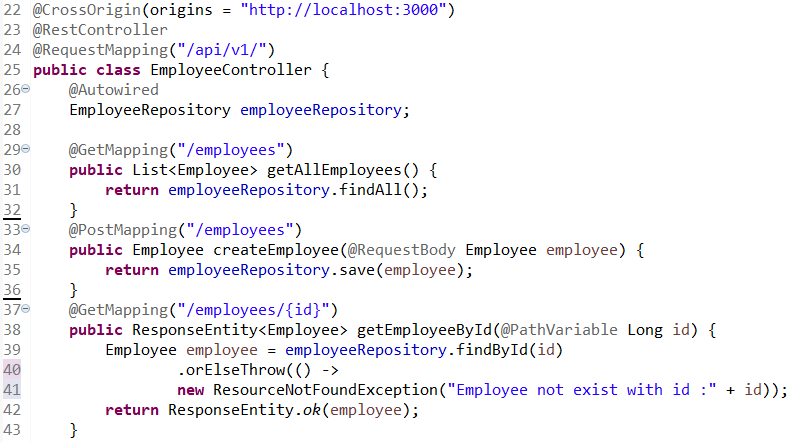 22 @CrossOrigin(origins = "http://localhost:3000")
23 @RestController
24 @RequestMapping("/api/v1/")
25 public class EmployeeController {
26     @Autowired
27     EmployeeRepository employeeRepository;
28
29     @GetMapping("/employees")
30     public List<Employee> getAllEmployees() {
31         return employeeRepository.findAll();
32     }
33     @PostMapping("/employees")
34     public Employee createEmployee(@RequestBody Employee employee) {
35         return employeeRepository.save(employee);
36     }
37     @GetMapping("/employees/{id}")
38     public ResponseEntity<Employee> getEmployeeById(@PathVariable Long id) {
39         Employee employee = employeeRepository.findById(id)
40                 .orElseThrow(() ->
41                 new ResourceNotFoundException("Employee not exist with id :" + id));
42         return ResponseEntity.ok(employee);
43     }